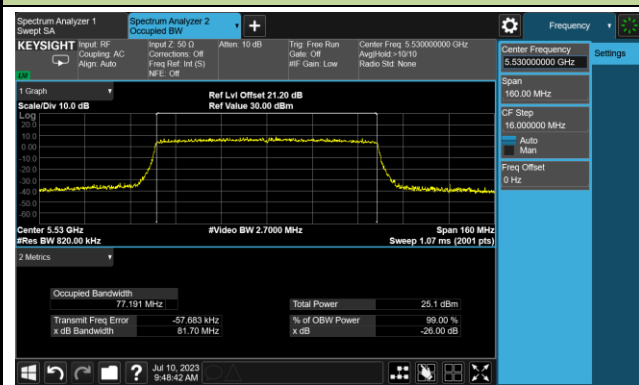 Spectrum Analyzer 1
Swept SA
Spectrum Analyzer 2
Occupied BW
+
Frequency
KEYSIGHT
Input: RF
Coupling: AC
Align: Auto
Input Z: 50 Ω
Corrections: Off
Freq Ref: Int (S)
NFE: Off
Atten: 10 dB
Trig: Free Run
Gate: Off
#IF Gain: Low
Center Freq: 5.530000000 GHz
Avg|Hold:>10/10
Radio Std: None
Center Frequency
5.530000000 GHz
Settings
Span
160.00 MHz
CF Step
16.000000 MHz
Auto
Man
Freq Offset
0 Hz
1 Graph
Scale/Div 10.0 dB
Ref Lvl Offset 21.20 dB
Ref Value 30.00 dBm
Log
20.0
10.0
0.00
-10.0
-20.0
-30.0
-40.0
-50.0
-60.0
Center 5.53 GHz
#Res BW 820.00 kHz
#Video BW 2.7000 MHz
Span 160 MHz
Sweep 1.07 ms (2001 pts)
2 Metrics
Occupied Bandwidth
77.191 MHz
Total Power 25.1 dBm
Transmit Freq Error -57.683 kHz
% of OBW Power 99.00 %
x dB Bandwidth 81.70 MHz
x dB -26.00 dB
?
Jul 10, 2023
9:48:42 AM